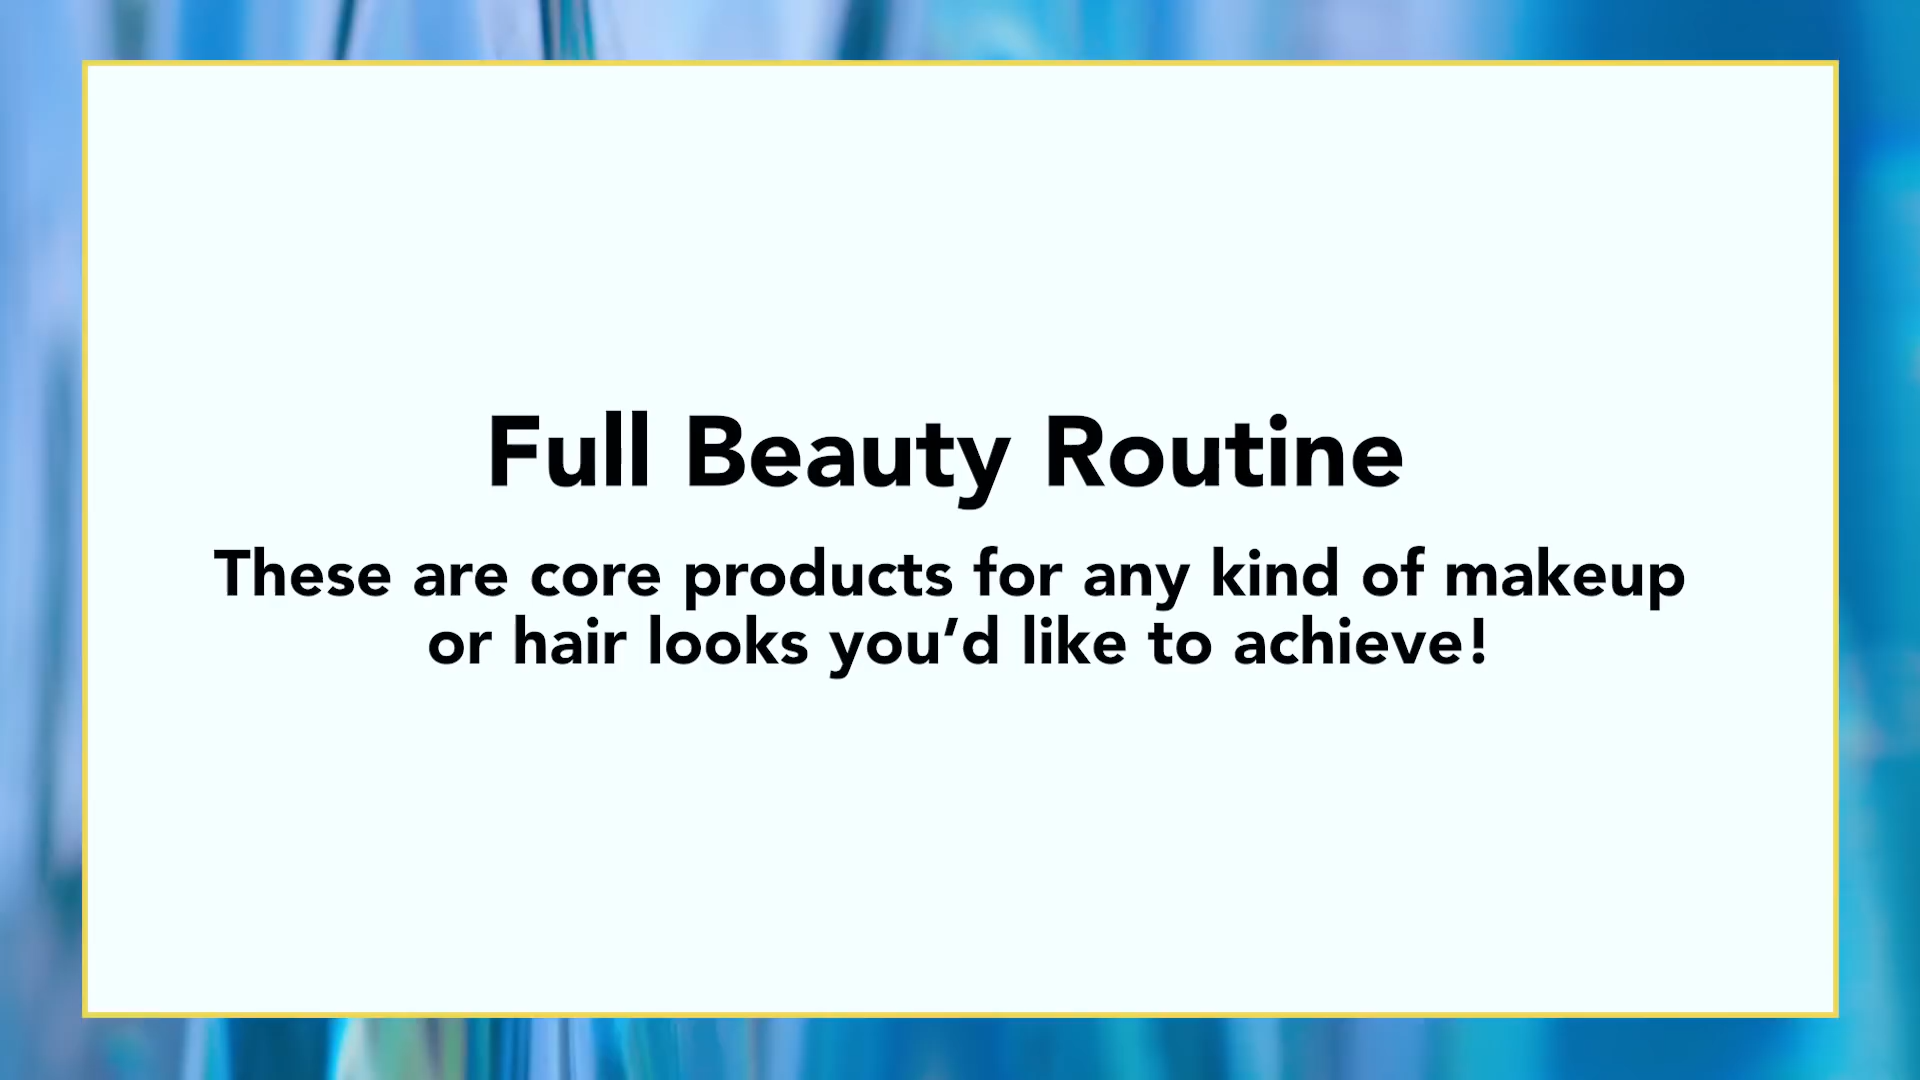 Full Beauty Routine
These are core products for any kind of makeup
or hair looks you’d like to achieve!